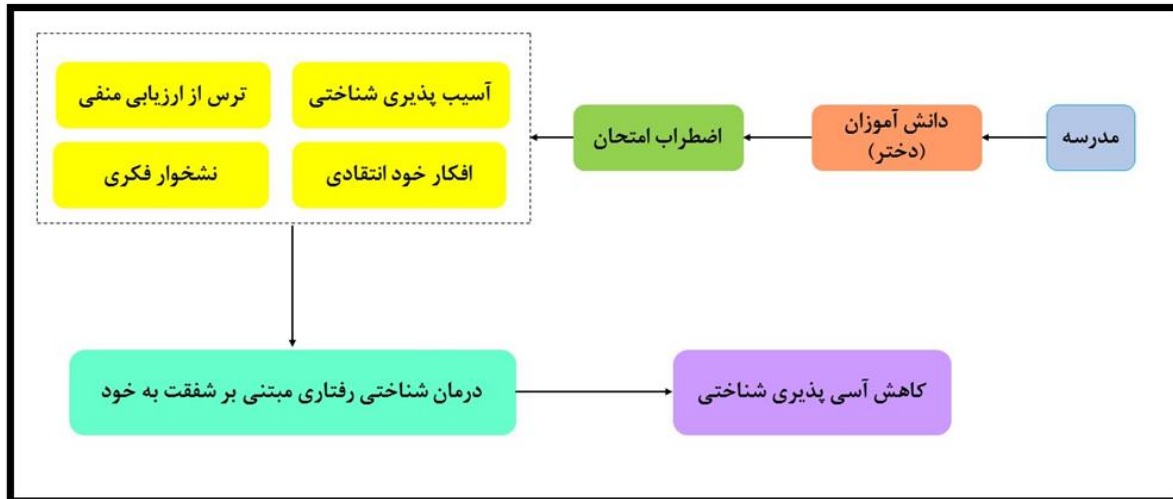 مدرسه
دانش آموزان
(دختر)
اضطراب امتحان
آسیب پذیری شناختی
ترس از ارزیابی منفی
افکار خود انتقادی
نشخوار فکری
درمان شناختی رفتاری مبتنی بر شفقت به خود
کاهش آسی پذیری شناختی